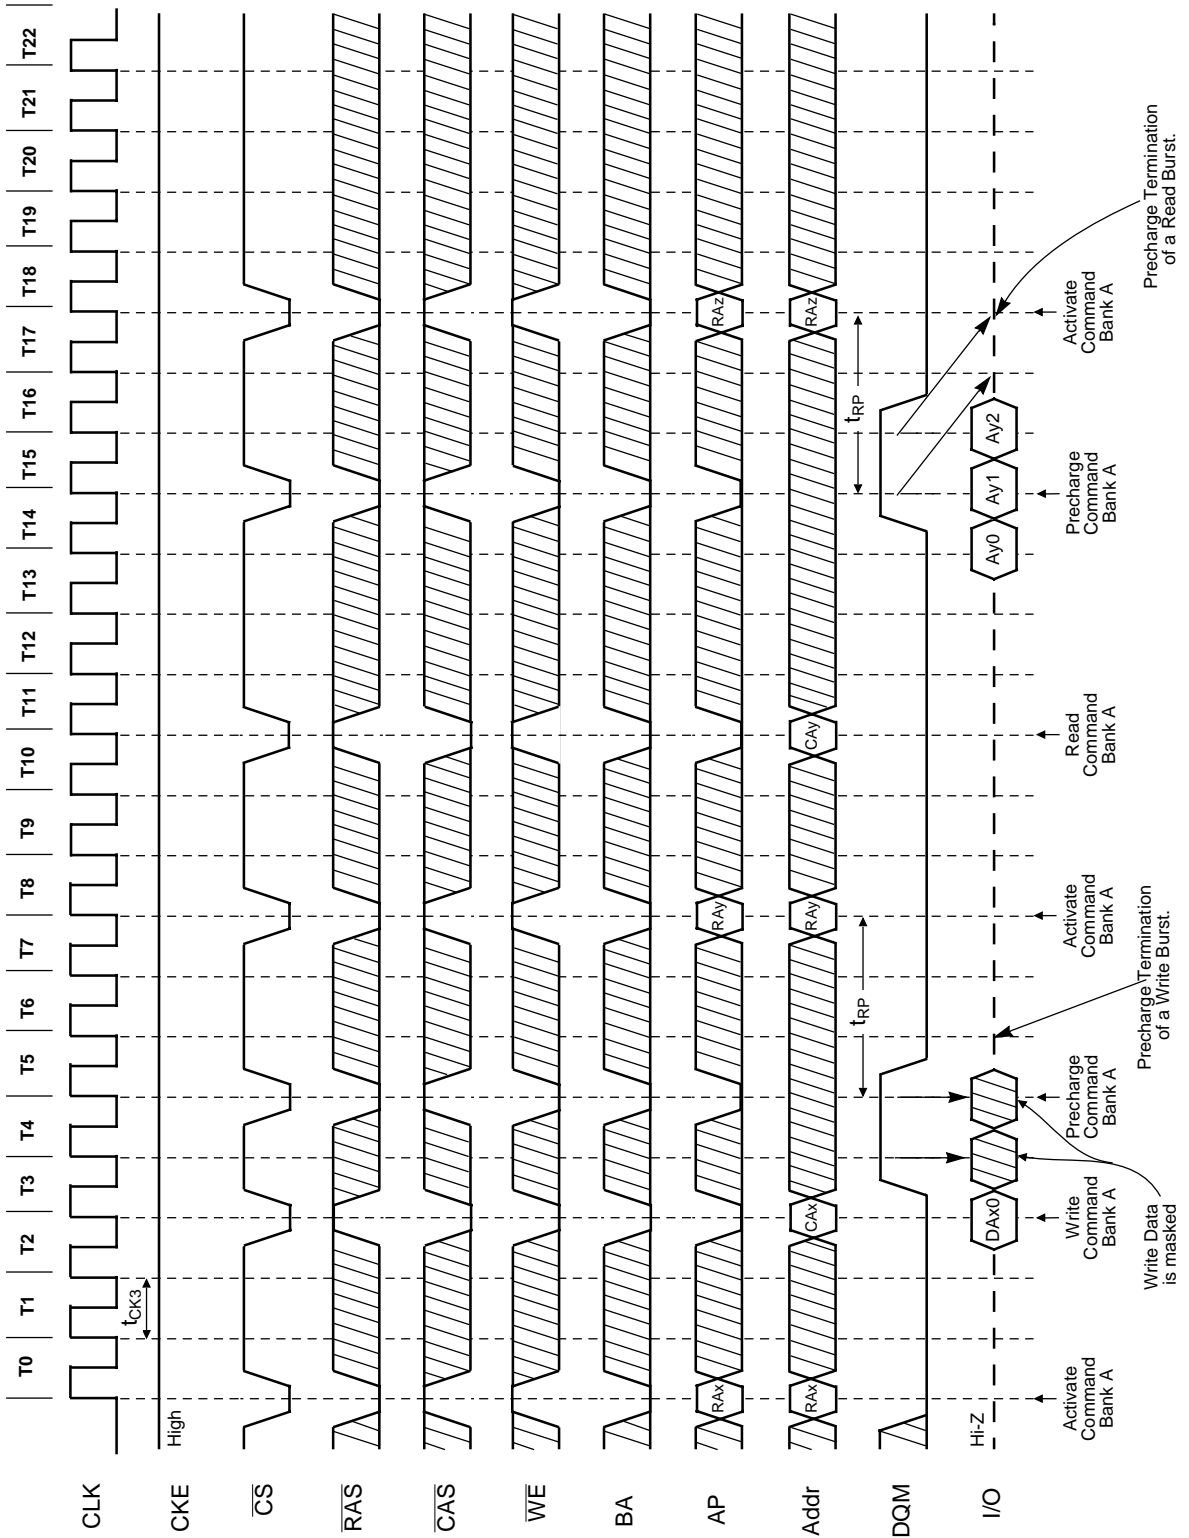 T0 T1 T2 T3 T4 T5 T6 T7 T8 T9 T10 T11 T12 T13 T14 T15 T16 T17 T18 T19 T20 T21 T22
CLK
tCK3
CKE
High
CS
RAS
CAS
WE
BA
AP
RAx
RAy
RAz
Addr
RAx
CAx
RAy
CAy
RAz
tRP
tRP
DQM
I/O
Hi-Z
DAx0
Ay0
Ay1
Ay2
Activate
Command
Bank A
Write
Command
Bank A
Precharge
Command
Bank A
Activate
Command
Bank A
Read
Command
Bank A
Precharge
Command
Bank A
Activate
Command
Bank A
Write Data
is masked
Precharge Termination
of a Write Burst.
Precharge Termination
of a Read Burst.